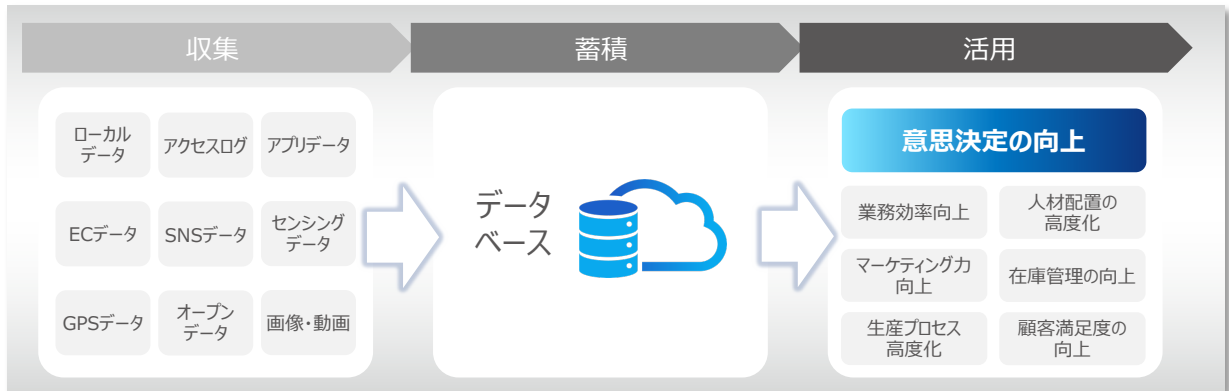 収集
蓄積
活用
ローカル
データ
アクセスログ
アプリデータ
ECデータ
SNSデータ
センシング
データ
GPSデータ
オープン
データ
画像・動画
データ
ベース
意思決定の向上
業務効率向上
人材配置の
高度化
マーケティング力
向上
在庫管理の向上
生産プロセス
高度化
顧客満足度の
向上